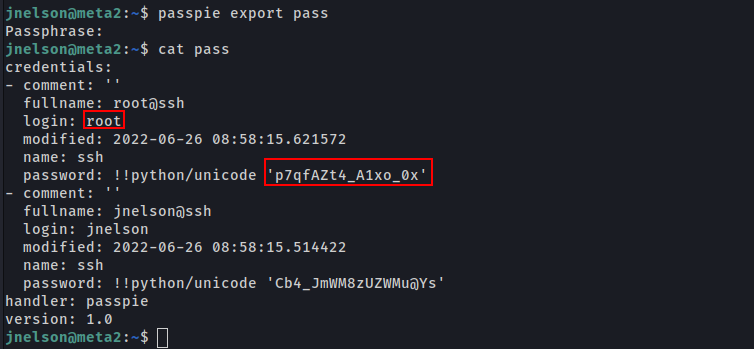 jnelson@meta2:~$ passpie export pass
Passphrase:
jnelson@meta2:~$ cat pass
credentials:
- comment: ''
  fullname: root@ssh
  login: root
  modified: 2022-06-26 08:58:15.621572
  name: ssh
  password: !!python/unicode 'p7qfAZt4_A1xo_0x'
- comment: ''
  fullname: jnelson@ssh
  login: jnelson
  modified: 2022-06-26 08:58:15.514422
  name: ssh
  password: !!python/unicode 'Cb4_JmWM8zUZWMu@Ys'
handler: passpie
version: 1.0
jnelson@meta2:~$